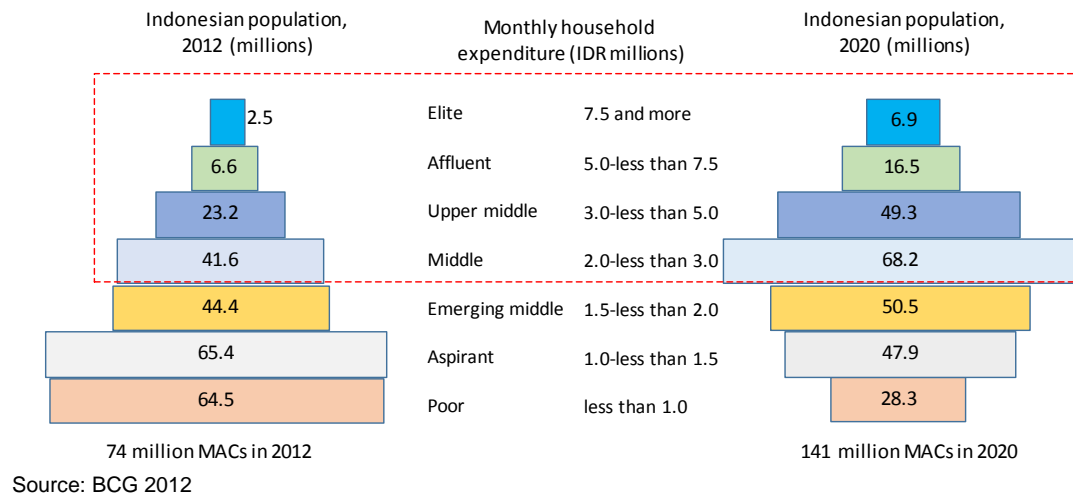 Indonesian population,
2012 (millions)
Monthly household
expenditure (IDR millions)
Indonesian population,
2020 (millions)
2.5 Elite 7.5 and more 6.9
6.6 Affluent 5.0-less than 7.5 16.5
23.2 Upper middle 3.0-less than 5.0 49.3
41.6 Middle 2.0-less than 3.0 68.2
44.4 Emerging middle 1.5-less than 2.0 50.5
65.4 Aspirant 1.0-less than 1.5 47.9
64.5 Poor less than 1.0 28.3
74 million MACs in 2012 141 million MACs in 2020
Source: BCG 2012